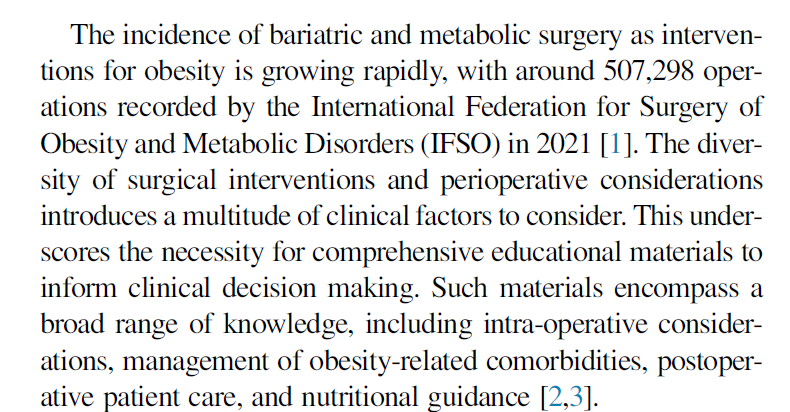 The incidence of bariatric and metabolic surgery as interven-
tions for obesity is growing rapidly, with around 507,298 oper-
ations recorded by the International Federation for Surgery of
Obesity and Metabolic Disorders (IFSO) in 2021 [1]. The diver-
sity of surgical interventions and perioperative considerations
introduces a multitude of clinical factors to consider. This under-
scores the necessity for comprehensive educational materials to
inform clinical decision making. Such materials encompass a
broad range of knowledge, including intra-operative consider-
ations, management of obesity-related comorbidities, postoper-
ative patient care, and nutritional guidance [2,3].